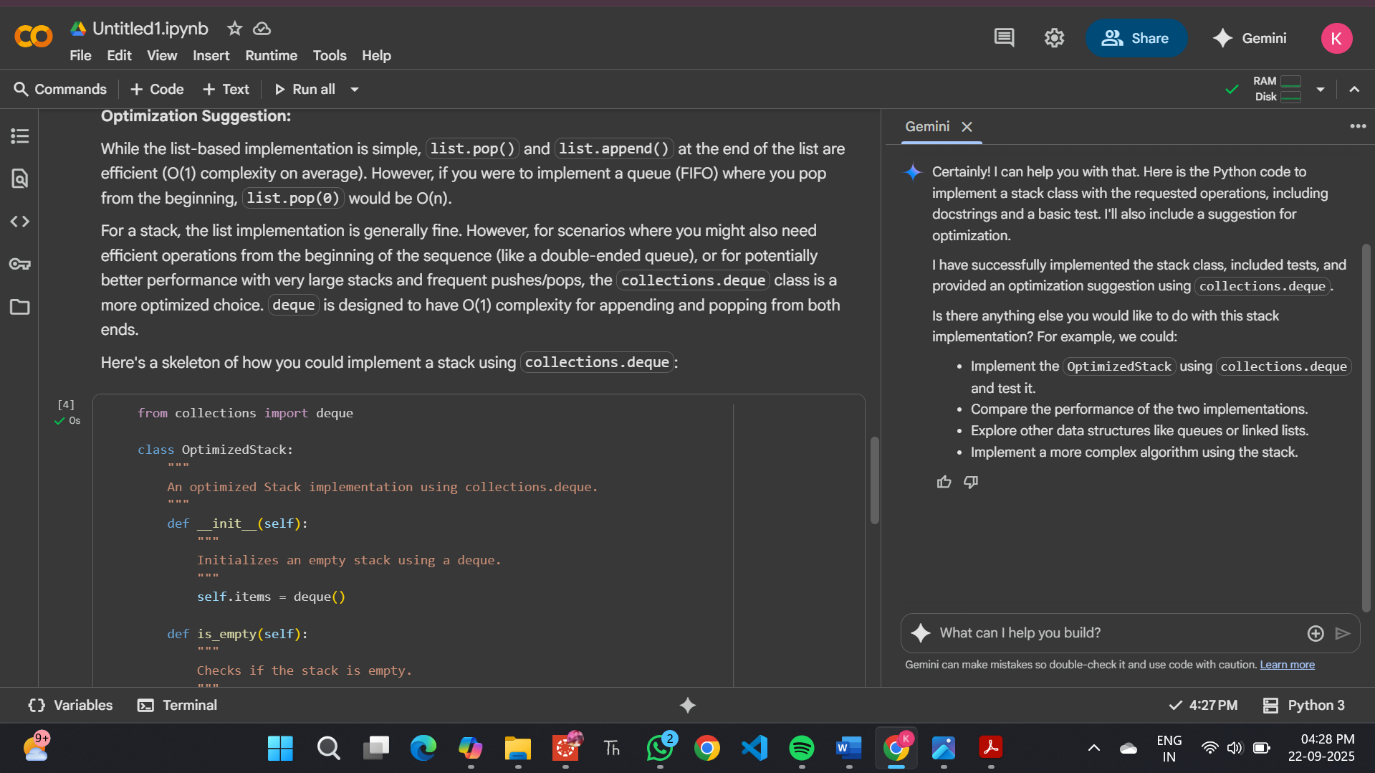 Untitled1.ipynb
File Edit View Insert Runtime Tools Help
Share
Gemini
K
Commands + Code + Text Run all
RAM
Disk
Optimization Suggestion:
While the list-based implementation is simple, list.pop() and list.append() at the end of the list are
efficient (O(1) complexity on average). However, if you were to implement a queue (FIFO) where you pop
from the beginning, list.pop(0) would be O(n).
For a stack, the list implementation is generally fine. However, for scenarios where you might also need
efficient operations from the beginning of the sequence (like a double-ended queue), or for potentially
better performance with very large stacks and frequent pushes/pops, the collections.deque class is a
more optimized choice. deque is designed to have O(1) complexity for appending and popping from both
ends.
Here's a skeleton of how you could implement a stack using collections.deque:
[4]
0s
from collections import deque
class OptimizedStack:
"""
An optimized Stack implementation using collections.deque.
"""
def __init__(self):
"""
Initializes an empty stack using a deque.
"""
self.items = deque()
def is_empty(self):
"""
Checks if the stack is empty.
"""
Gemini
Certainly! I can help you with that. Here is the Python code to
implement a stack class with the requested operations, including
docstrings and a basic test. I'll also include a suggestion for
optimization.
I have successfully implemented the stack class, included tests, and
provided an optimization suggestion using collections.deque.
Is there anything else you would like to do with this stack
implementation? For example, we could:
• Implement the OptimizedStack using collections.deque
and test it.
• Compare the performance of the two implementations.
• Explore other data structures like queues or linked lists.
• Implement a more complex algorithm using the stack.
What can I help you build?
Gemini can make mistakes so double-check it and use code with caution. Learn more
Variables Terminal
4:27 PM Python 3
9+
Th
2
K
ENG
IN
04:28 PM
22-09-2025